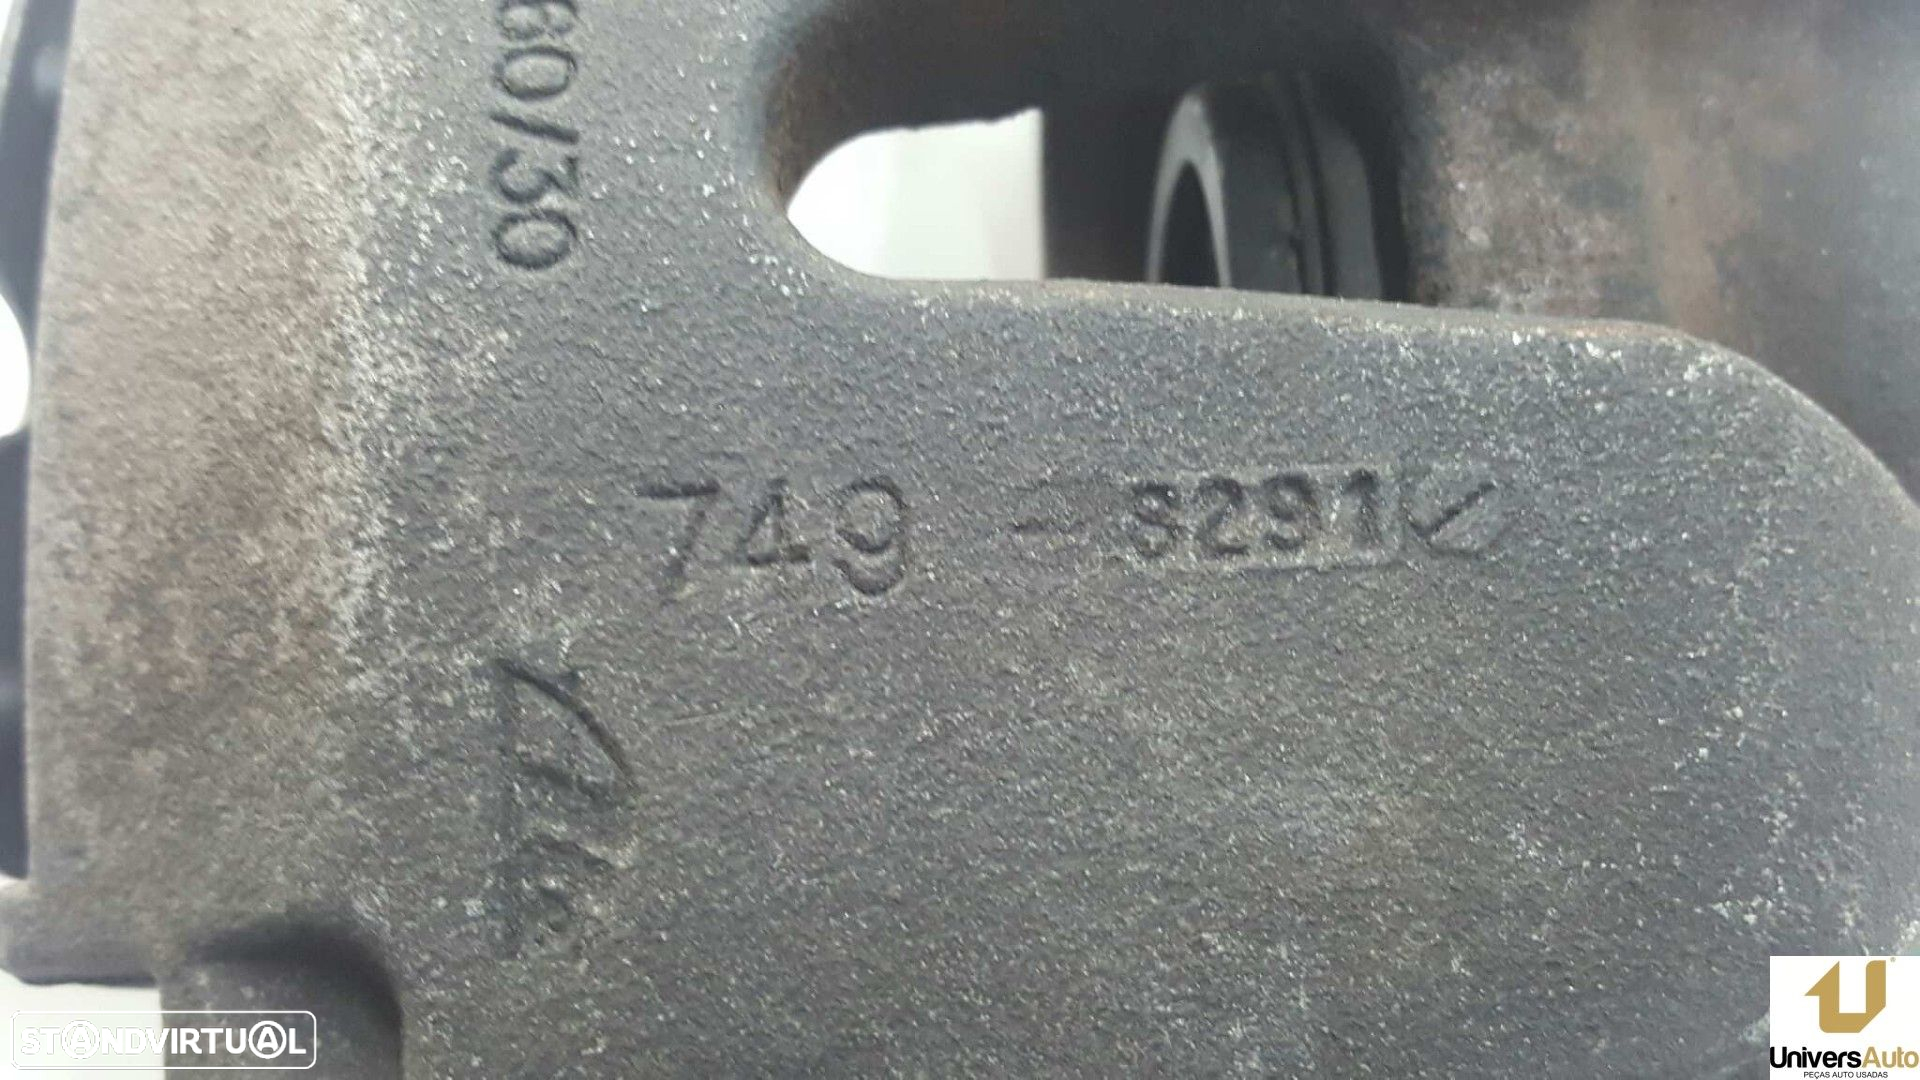 60/30
749 - 8291
STANDVIRTUAL
UniversAuto
PEÇAS AUTO USADAS